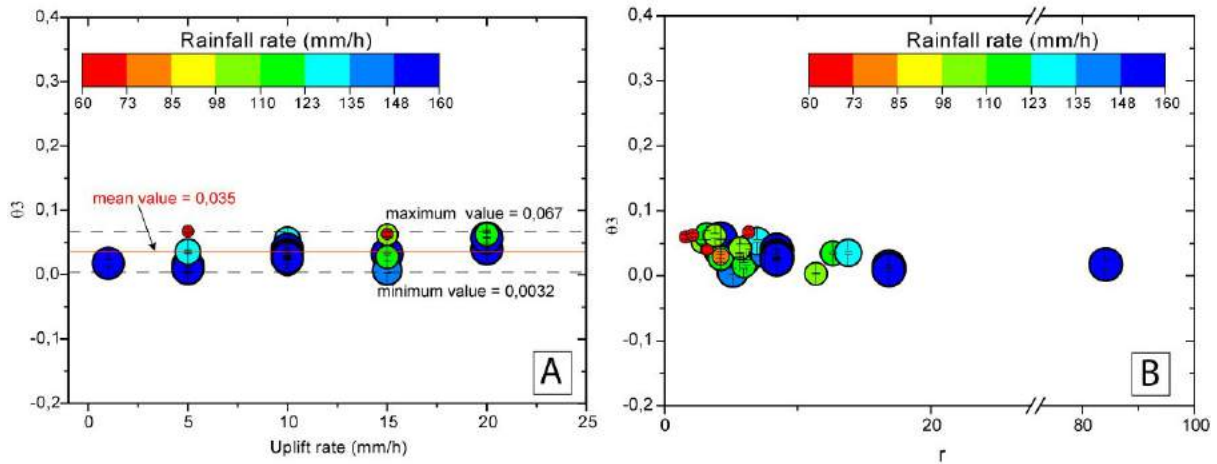 0,4
Rainfall rate (mm/h)
60 73 85 98 110 123 135 148 160
0,3
0,2
0,1
0,0
-0,1
-0,2
θ3
mean value = 0,035
maximum value = 0,067
minimum value = 0,0032
A
0 5 10 15 20 25
Uplift rate (mm/h)
0,4
Rainfall rate (mm/h)
60 73 85 98 110 123 135 148 160
0,3
0,2
0,1
0,0
-0,1
-0,2
θ3
B
20 80 100
r